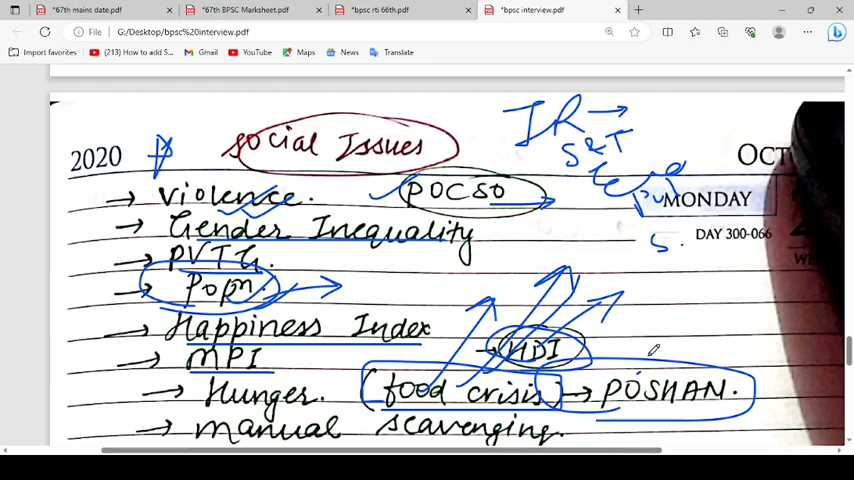 *67th mains date.pdf
*67th BPSC Marksheet.pdf
*bpsc rti 66th.pdf
*bpsc interview.pdf
File G:/Desktop/bpsc%20interview.pdf
Import favorites
(213) How to add S...
Gmail
YouTube
Maps
News
Translate
IR →
S&T
2020
Social Issues
OCT
→ Violence. POCSO
MONDAY
→ Gender Inequality
S.
DAY 300-066
→ PVTG.
→ Popn.
→ Happiness Index
→ HDI
→ MPI
→ Hunger. (food crisis) → POSHAN.
→ manual scavenging.